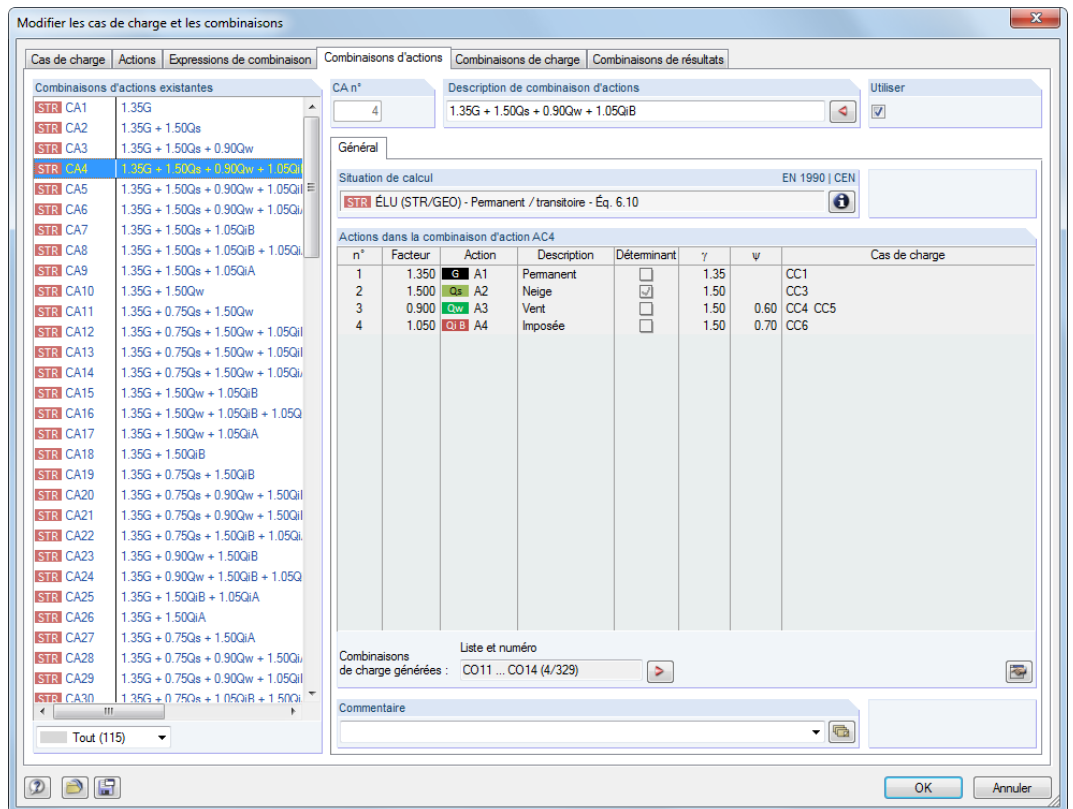 Modifier les cas de charge et les combinaisons
Cas de charge Actions Expressions de combinaison Combinaisons d'actions Combinaisons de charge Combinaisons de résultats
Combinaisons d'actions existantes
STR CA1 1.35G
STR CA2 1.35G + 1.50Qs
STR CA3 1.35G + 1.50Qs + 0.90Qw
STR CA4 1.35G + 1.50Qs + 0.90Qw + 1.05Qi
STR CA5 1.35G + 1.50Qs + 0.90Qw + 1.05Qi
STR CA6 1.35G + 1.50Qs + 0.90Qw + 1.05Qi
STR CA7 1.35G + 1.50Qs + 1.05QiB
STR CA8 1.35G + 1.50Qs + 1.05QiB + 1.05Qi
STR CA9 1.35G + 1.50Qs + 1.05QiA
STR CA10 1.35G + 1.50Qw
STR CA11 1.35G + 0.75Qs + 1.50Qw
STR CA12 1.35G + 0.75Qs + 1.50Qw + 1.05Qi
STR CA13 1.35G + 0.75Qs + 1.50Qw + 1.05Qi
STR CA14 1.35G + 0.75Qs + 1.50Qw + 1.05Qi
STR CA15 1.35G + 1.50Qw + 1.05QiB
STR CA16 1.35G + 1.50Qw + 1.05QiB + 1.05Q
STR CA17 1.35G + 1.50Qw + 1.05QiA
STR CA18 1.35G + 1.50QiB
STR CA19 1.35G + 0.75Qs + 1.50QiB
STR CA20 1.35G + 0.75Qs + 0.90Qw + 1.50Qi
STR CA21 1.35G + 0.75Qs + 0.90Qw + 1.50Qi
STR CA22 1.35G + 0.75Qs + 1.50QiB + 1.05Qi
STR CA23 1.35G + 0.90Qw + 1.50QiB
STR CA24 1.35G + 0.90Qw + 1.50QiB + 1.05Q
STR CA25 1.35G + 1.50QiB + 1.05QiA
STR CA26 1.35G + 1.50QiA
STR CA27 1.35G + 0.75Qs + 1.50QiA
STR CA28 1.35G + 0.75Qs + 0.90Qw + 1.50Qi
STR CA29 1.35G + 0.75Qs + 0.90Qw + 1.05Qi
STR CA30 1.35G + 0.75Qs + 1.05QiB + 1.50Qi
Tout (115)
CA n°
4
Description de combinaison d'actions
1.35G + 1.50Qs + 0.90Qw + 1.05QiB
Utiliser
Général
Situation de calcul EN 1990 | CEN
STR ÉLU (STR/GEO) - Permanent / transitoire - Éq. 6.10
Actions dans la combinaison d'action AC4
n° Facteur Action Description Déterminant γ ψ Cas de charge
1 1.350 G A1 Permanent 1.35 CC1
2 1.500 Qs A2 Neige 1.50 CC3
3 0.900 Qw A3 Vent 1.50 0.60 CC4 CC5
4 1.050 Qi B A4 Imposée 1.50 0.70 CC6
Liste et numéro
Combinaisons
de charge générées : CO11 ... CO14 (4/329)
Commentaire
OK Annuler